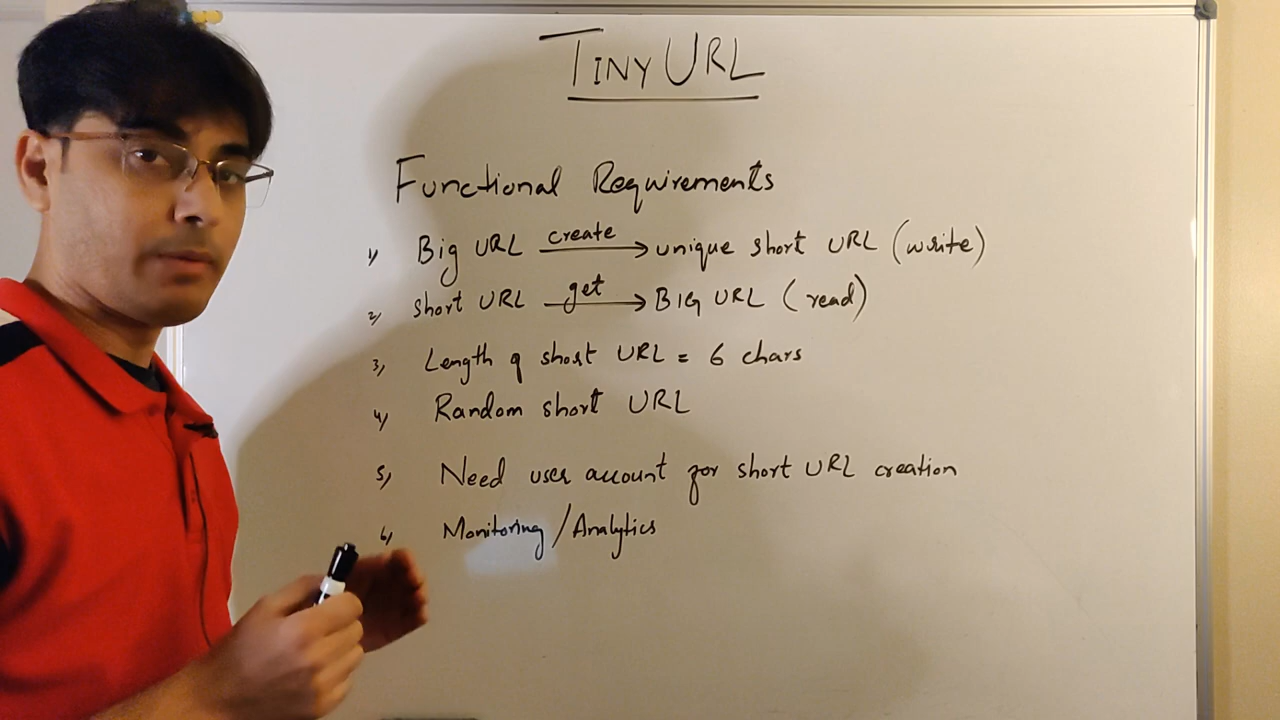 TINYURL
Functional Requirements
1) Big URL create → unique short URL (write)
2) short URL get → BIG URL (read)
3) Length of short URL = 6 chars
4) Random short URL
5) Need user account for short URL creation
6) Monitoring / Analytics